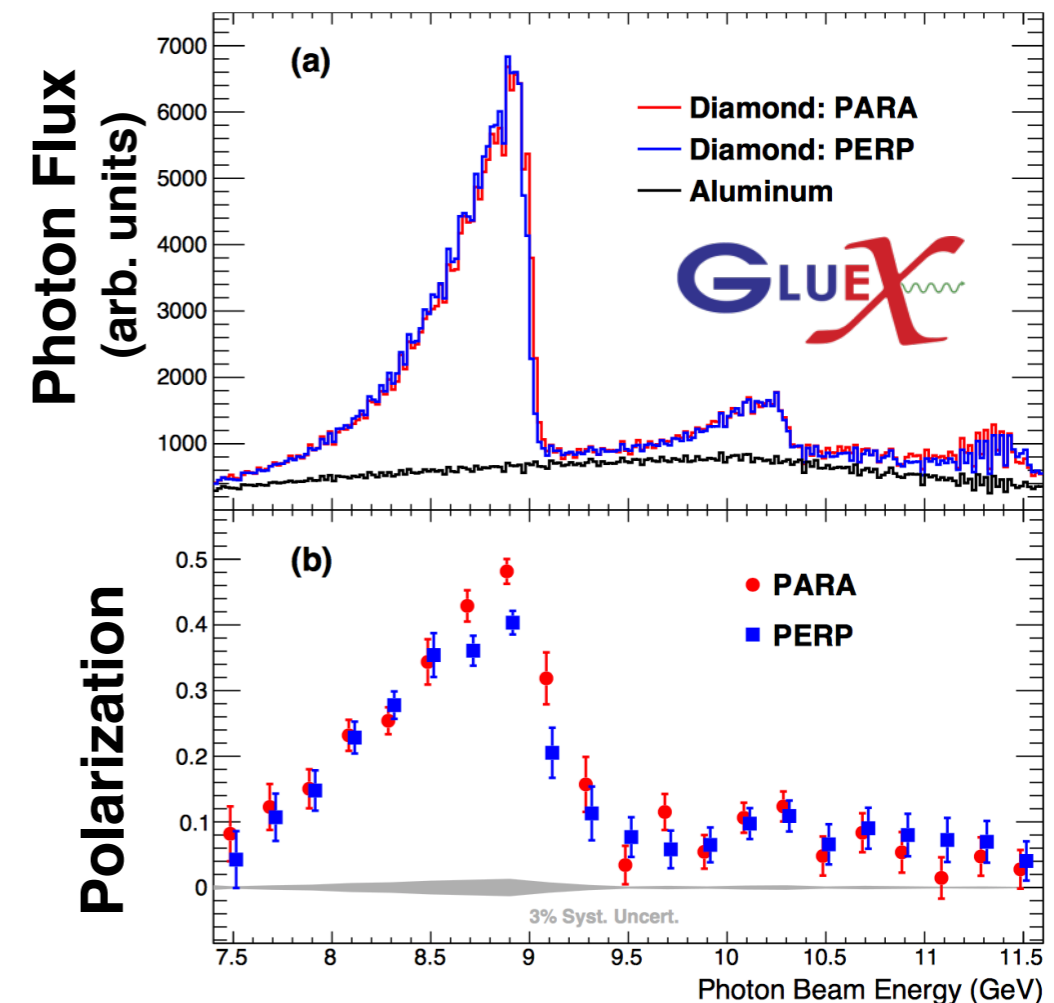 Photon Flux
(arb. units)
(a)
7000
6000
5000
4000
3000
2000
1000
Diamond: PARA
Diamond: PERP
Aluminum
GLUEX
Polarization
(b)
0.5
0.4
0.3
0.2
0.1
0
PARA
PERP
3% Syst. Uncert.
7.5 8 8.5 9 9.5 10 10.5 11 11.5
Photon Beam Energy (GeV)